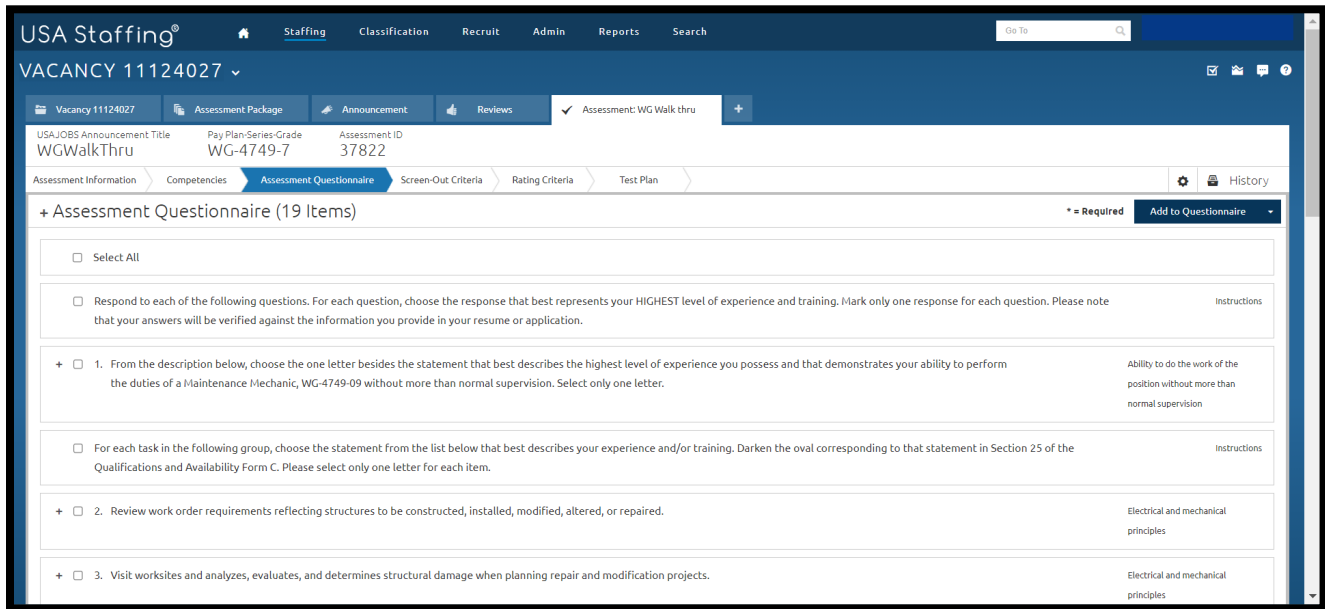 USA Staffing®
Staffing Classification Recruit Admin Reports Search
Go To
VACANCY 11124027
Vacancy 11124027 Assessment Package Announcement Reviews Assessment: WG Walk thru +
USAJOBS Announcement Title Pay Plan-Series-Grade Assessment ID
WGWalkThru WG-4749-7 37822
Assessment Information Competencies Assessment Questionnaire Screen-Out Criteria Rating Criteria Test Plan History
+ Assessment Questionnaire (19 Items) * = Required Add to Questionnaire
Select All
Respond to each of the following questions. For each question, choose the response that best represents your HIGHEST level of experience and training. Mark only one response for each question. Please note Instructions
that your answers will be verified against the information you provide in your resume or application.
+ 1. From the description below, choose the one letter besides the statement that best describes the highest level of experience you possess and that demonstrates your ability to perform Ability to do the work of the
the duties of a Maintenance Mechanic, WG-4749-09 without more than normal supervision. Select only one letter. position without more than
normal supervision
For each task in the following group, choose the statement from the list below that best describes your experience and/or training. Darken the oval corresponding to that statement in Section 25 of the Instructions
Qualifications and Availability Form C. Please select only one letter for each item.
+ 2. Review work order requirements reflecting structures to be constructed, installed, modified, altered, or repaired. Electrical and mechanical
principles
+ 3. Visit worksites and analyzes, evaluates, and determines structural damage when planning repair and modification projects. Electrical and mechanical
principles